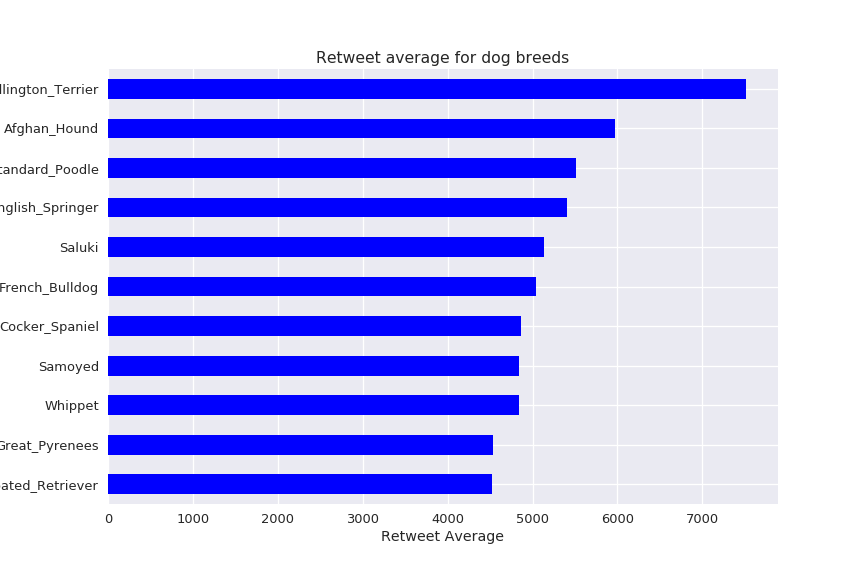 Retweet average for dog breeds
llington_Terrier
Afghan_Hound
tandard_Poodle
nglish_Springer
Saluki
French_Bulldog
Cocker_Spaniel
Samoyed
Whippet
Great_Pyrenees
ated_Retriever
0 1000 2000 3000 4000 5000 6000 7000
Retweet Average